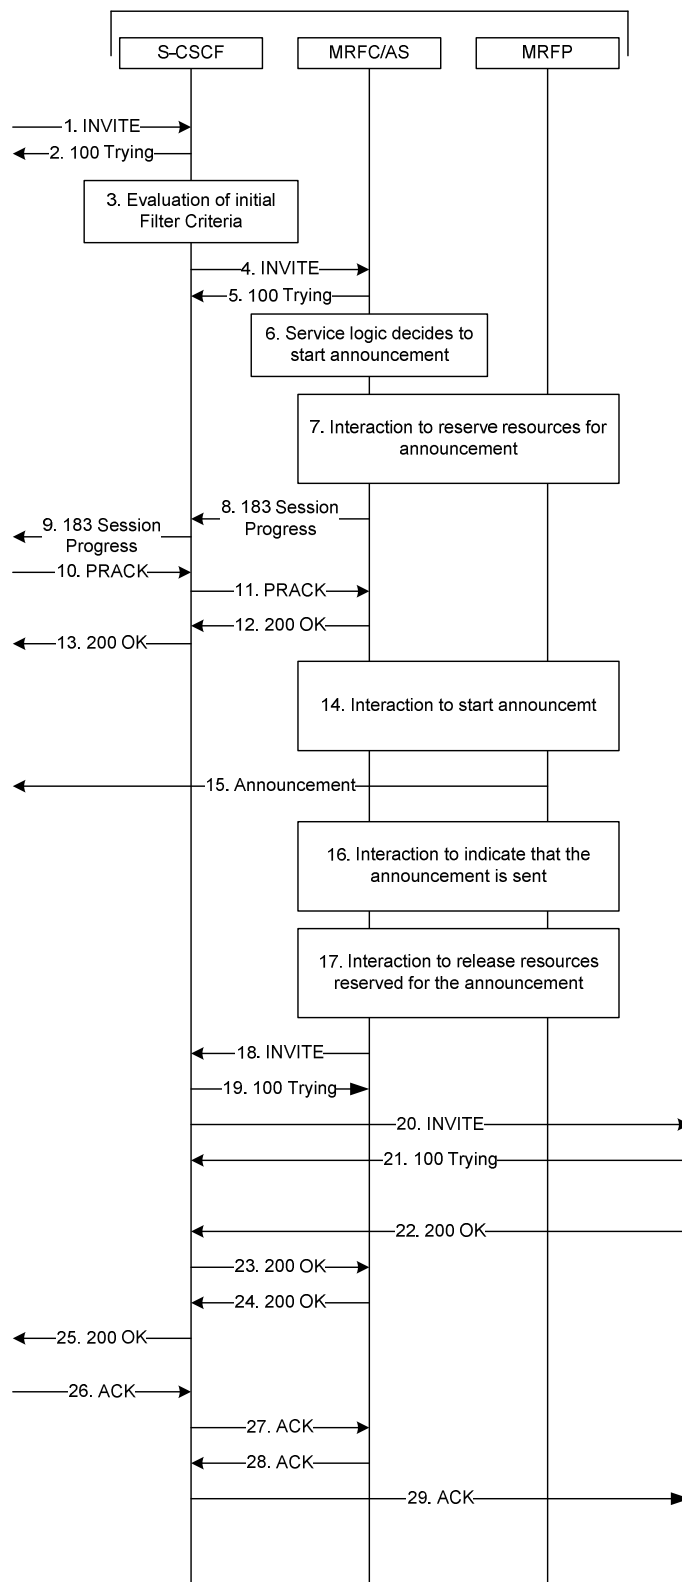 S-CSCF
MRFC/AS
MRFP
1. INVITE
2. 100 Trying
3. Evaluation of initial
Filter Criteria
4. INVITE
5. 100 Trying
6. Service logic decides to
start announcement
7. Interaction to reserve resources for
announcement
8. 183 Session
Progress
9. 183 Session
Progress
10. PRACK
11. PRACK
12. 200 OK
13. 200 OK
14. Interaction to start announcemt
15. Announcement
16. Interaction to indicate that the
announcement is sent
17. Interaction to release resources
reserved for the announcement
18. INVITE
19. 100 Trying
20. INVITE
21. 100 Trying
22. 200 OK
23. 200 OK
24. 200 OK
25. 200 OK
26. ACK
27. ACK
28. ACK
29. ACK